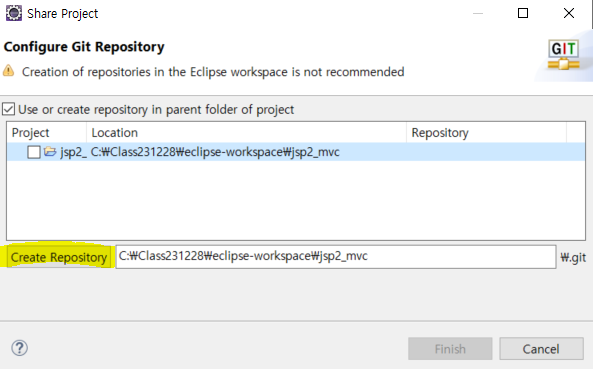 Share Project
Configure Git Repository
GIT
Creation of repositories in the Eclipse workspace is not recommended
Use or create repository in parent folder of project
Project Location Repository
jsp2_ C:₩Class231228₩eclipse-workspace₩jsp2_mvc
Create Repository C:₩Class231228₩eclipse-workspace₩jsp2_mvc ₩.git
? Finish Cancel